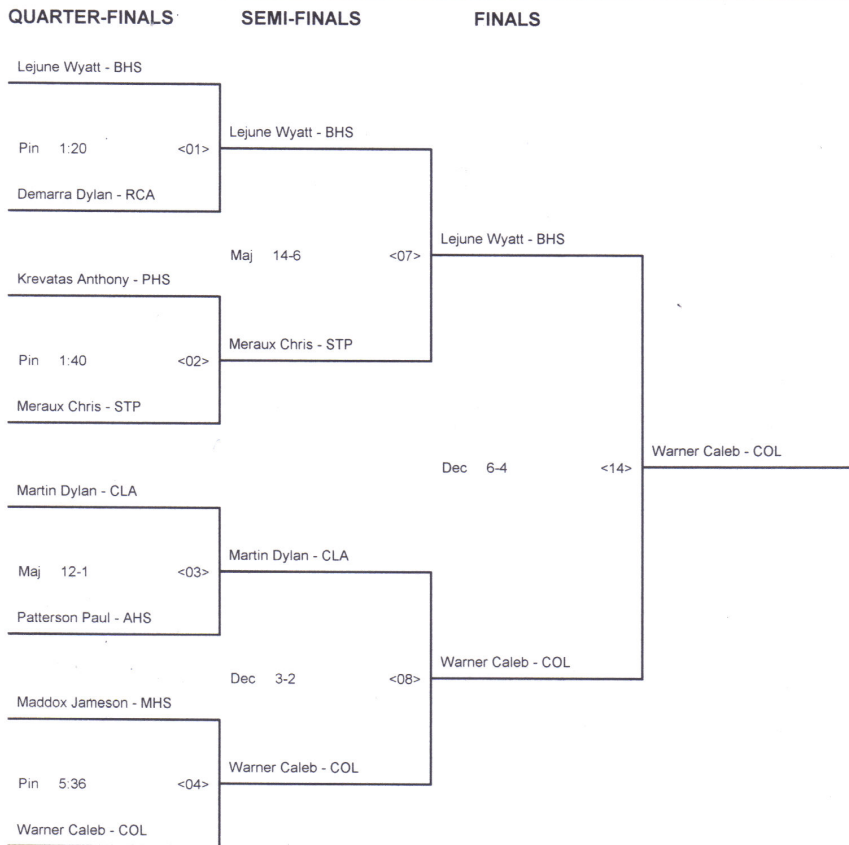 QUARTER-FINALS SEMI-FINALS FINALS
Lejune Wyatt - BHS
Pin 1:20 <01>
Demarra Dylan - RCA
Lejune Wyatt - BHS
Maj 14-6 <07>
Krevatas Anthony - PHS
Pin 1:40 <02>
Meraux Chris - STP
Meraux Chris - STP
Lejune Wyatt - BHS
Dec 6-4 <14>
Warner Caleb - COL
Martin Dylan - CLA
Maj 12-1 <03>
Patterson Paul - AHS
Martin Dylan - CLA
Dec 3-2 <08>
Warner Caleb - COL
Maddox Jameson - MHS
Pin 5:36 <04>
Warner Caleb - COL
Warner Caleb - COL